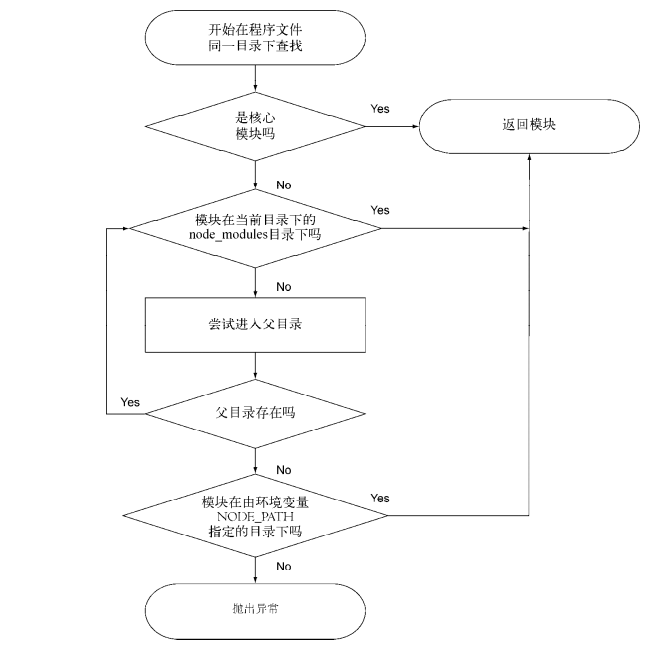 开始在程序文件
同一目录下查找
是核心
模块吗
Yes
返回模块
No
模块在当前目录下的
node_modules目录下吗
Yes
No
尝试进入父目录
Yes
父目录存在吗
No
模块在由环境变量
NODE_PATH
指定的目录下吗
Yes
No
抛出异常